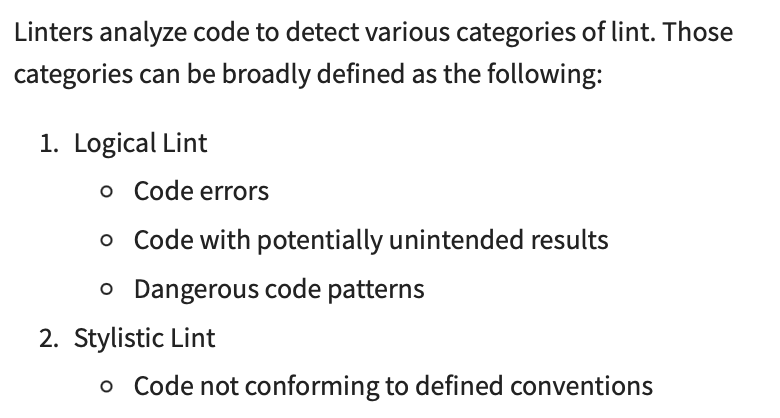 Linters analyze code to detect various categories of lint. Those
categories can be broadly defined as the following:
1. Logical Lint
○ Code errors
○ Code with potentially unintended results
○ Dangerous code patterns
2. Stylistic Lint
○ Code not conforming to defined conventions